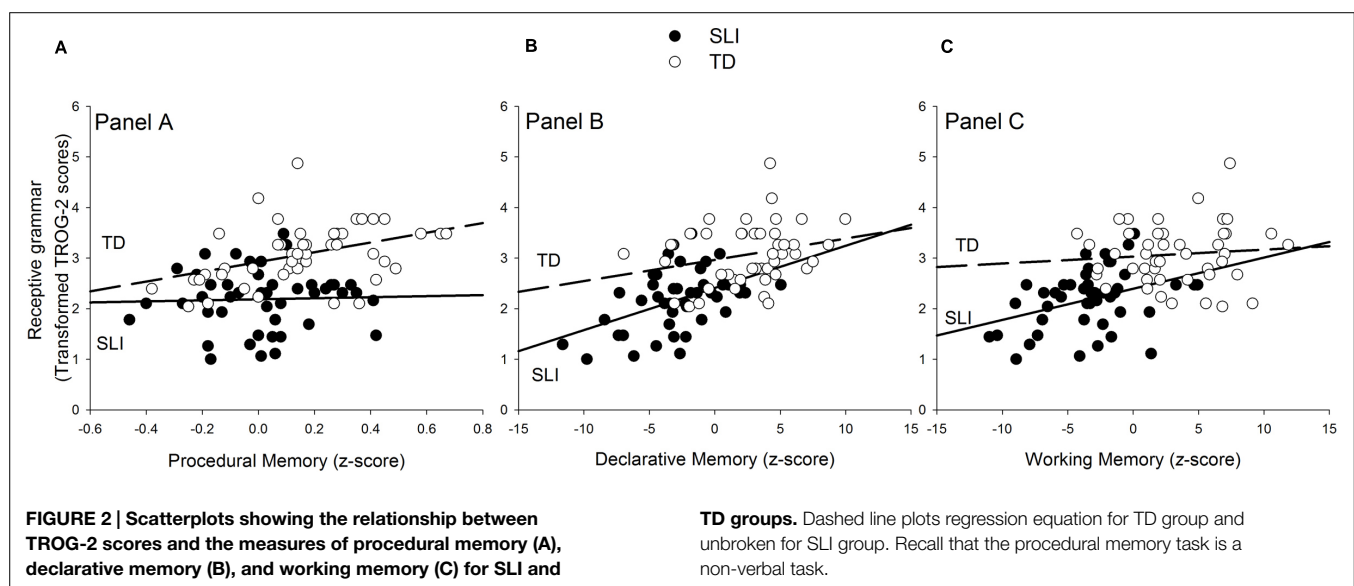 A
B
C
SLI
TD
Receptive grammar
(Transformed TROG-2 scores)
6
5
4
3
2
1
0
Panel A
TD
SLI
-0.6 -0.4 -0.2 0.0 0.2 0.4 0.6 0.8
Procedural Memory (z-score)
6
5
4
3
2
1
0
Panel B
TD
SLI
-15 -10 -5 0 5 10 15
Declarative Memory (z-score)
6
5
4
3
2
1
0
Panel C
TD
SLI
-15 -10 -5 0 5 10 15
Working Memory (z-score)
FIGURE 2 | Scatterplots showing the relationship between
TROG-2 scores and the measures of procedural memory (A),
declarative memory (B), and working memory (C) for SLI and
TD groups. Dashed line plots regression equation for TD group and
unbroken for SLI group. Recall that the procedural memory task is a
non-verbal task.